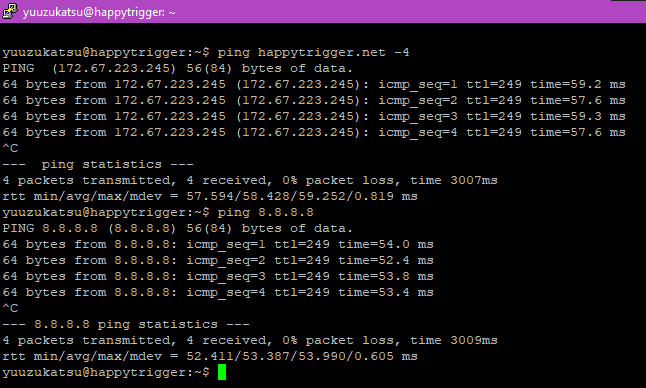 yuuzukatsu@happytrigger: ~
yuuzukatsu@happytrigger:~$ ping happytrigger.net -4
PING  (172.67.223.245) 56(84) bytes of data.
64 bytes from 172.67.223.245 (172.67.223.245): icmp_seq=1 ttl=249 time=59.2 ms
64 bytes from 172.67.223.245 (172.67.223.245): icmp_seq=2 ttl=249 time=57.6 ms
64 bytes from 172.67.223.245 (172.67.223.245): icmp_seq=3 ttl=249 time=59.3 ms
64 bytes from 172.67.223.245 (172.67.223.245): icmp_seq=4 ttl=249 time=57.6 ms
^C
---  ping statistics ---
4 packets transmitted, 4 received, 0% packet loss, time 3007ms
rtt min/avg/max/mdev = 57.594/58.428/59.252/0.819 ms
yuuzukatsu@happytrigger:~$ ping 8.8.8.8
PING 8.8.8.8 (8.8.8.8) 56(84) bytes of data.
64 bytes from 8.8.8.8: icmp_seq=1 ttl=249 time=54.0 ms
64 bytes from 8.8.8.8: icmp_seq=2 ttl=249 time=52.4 ms
64 bytes from 8.8.8.8: icmp_seq=3 ttl=249 time=53.8 ms
64 bytes from 8.8.8.8: icmp_seq=4 ttl=249 time=53.4 ms
^C
--- 8.8.8.8 ping statistics ---
4 packets transmitted, 4 received, 0% packet loss, time 3009ms
rtt min/avg/max/mdev = 52.411/53.387/53.990/0.605 ms
yuuzukatsu@happytrigger:~$